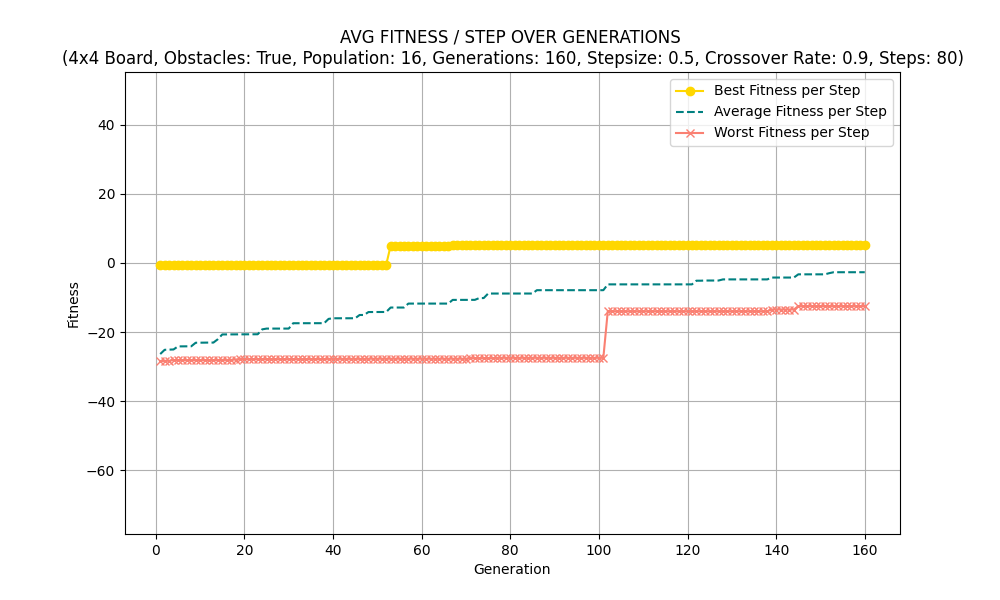 AVG FITNESS / STEP OVER GENERATIONS
(4x4 Board, Obstacles: True, Population: 16, Generations: 160, Stepsize: 0.5, Crossover Rate: 0.9, Steps: 80)
Best Fitness per Step
Average Fitness per Step
Worst Fitness per Step
Fitness
40
20
0
−20
−40
−60
0 20 40 60 80 100 120 140 160
Generation